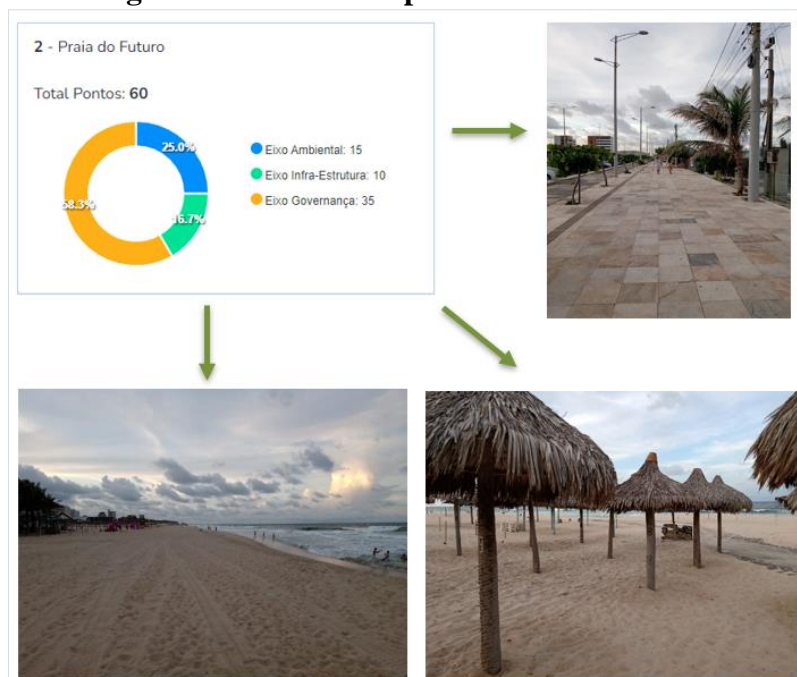 2 - Praia do Futuro
Total Pontos: 60
25.0%
Eixo Ambiental: 15
Eixo Infra-Estrutura: 10
58.3%
16.7%
Eixo Governança: 35